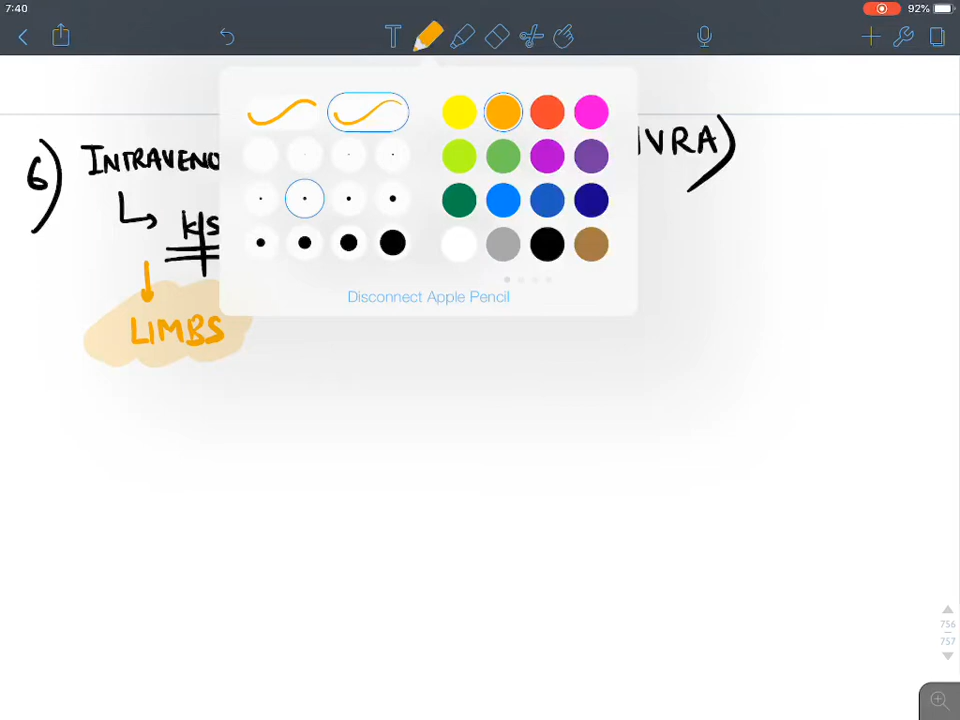 7:40
92%
T
6) INTRAVENO IVRA)
k/s
LIMBS
Disconnect Apple Pencil
756
757